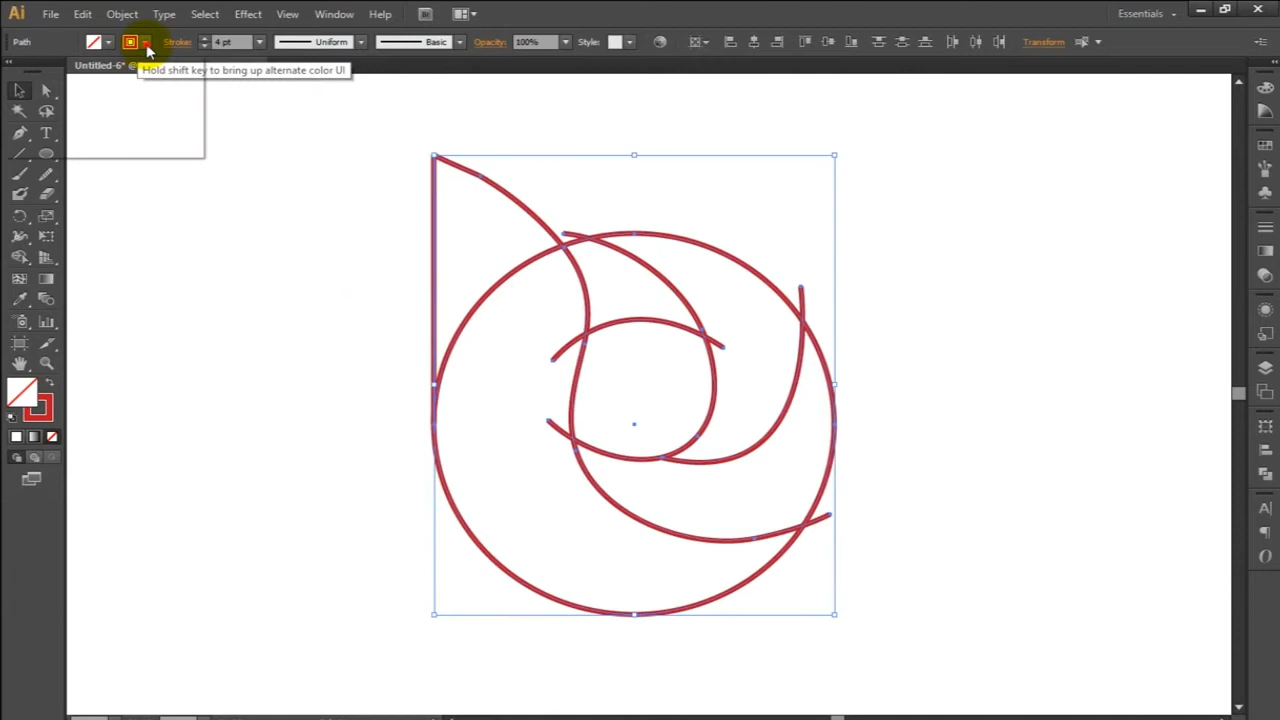 Ai File Edit Object Type Select Effect View Window Help Br Essentials
Path Stroke: 4 pt Uniform Basic Opacity: 100% Style: Transform
Untitled-6* @
Hold shift key to bring up alternate color UI